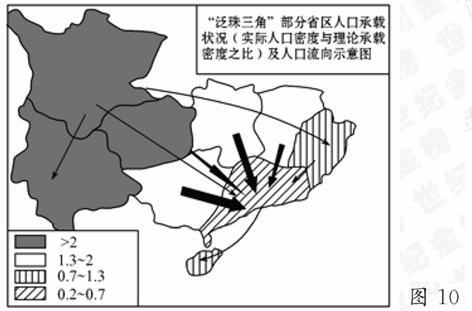 “泛珠三角”部分省区人口承载
状况（实际人口密度与理论承载
密度之比）及人口流向示意图
>2
1.3~2
0.7~1.3
0.2~0.7
图 10